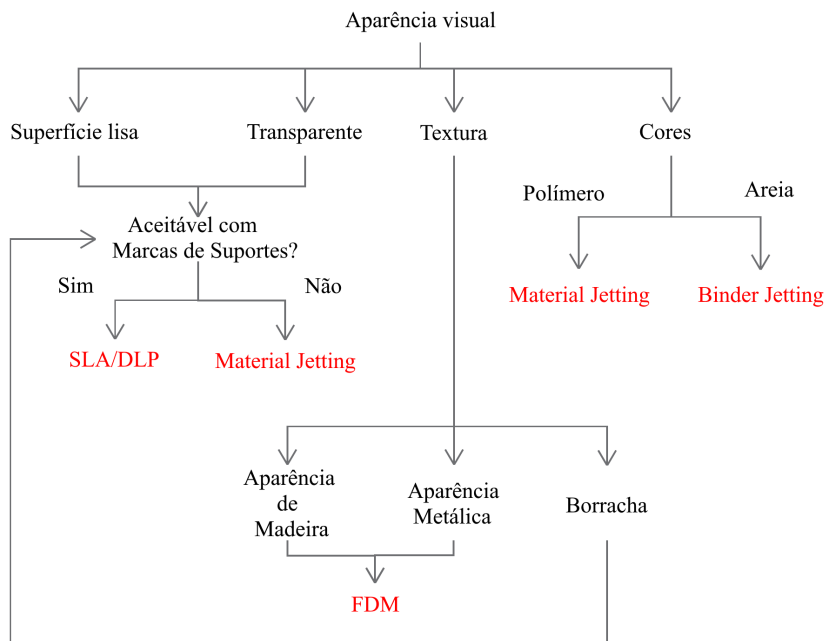 Aparência visual
Superfície lisa
Transparente
Textura
Cores
Polímero
Areia
Aceitável com
Marcas de Suportes?
Sim
Não
Material Jetting
Binder Jetting
SLA/DLP
Material Jetting
Aparência
de
Madeira
Aparência
Metálica
Borracha
FDM